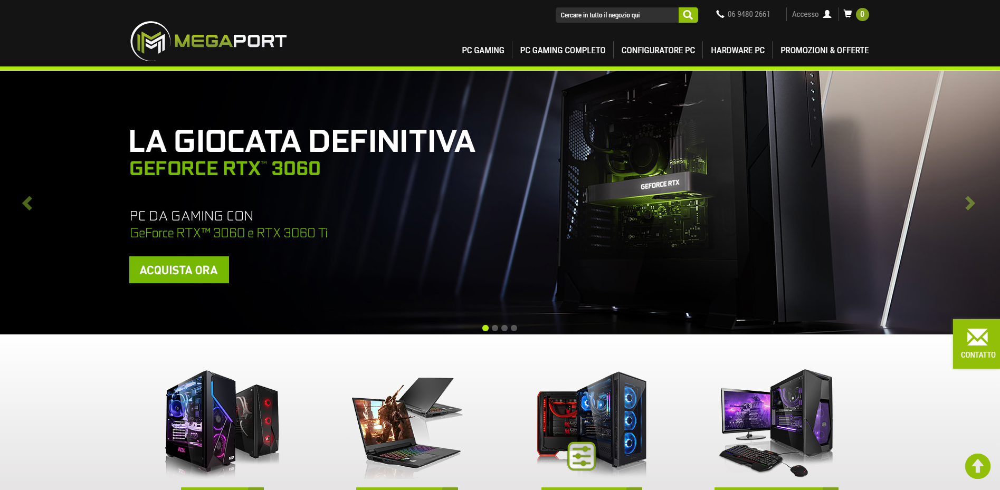 Cercare in tutto il negozio qui
06 9480 2661
Accesso
0
MEGAPORT
PC GAMING
PC GAMING COMPLETO
CONFIGURATORE PC
HARDWARE PC
PROMOZIONI & OFFERTE
LA GIOCATA DEFINITIVA
GEFORCE RTX™ 3060
GEFORCE RTX
PC DA GAMING CON
GeForce RTX™ 3060 e RTX 3060 Ti
ACQUISTA ORA
CONTATTO
AZZA
AZZA